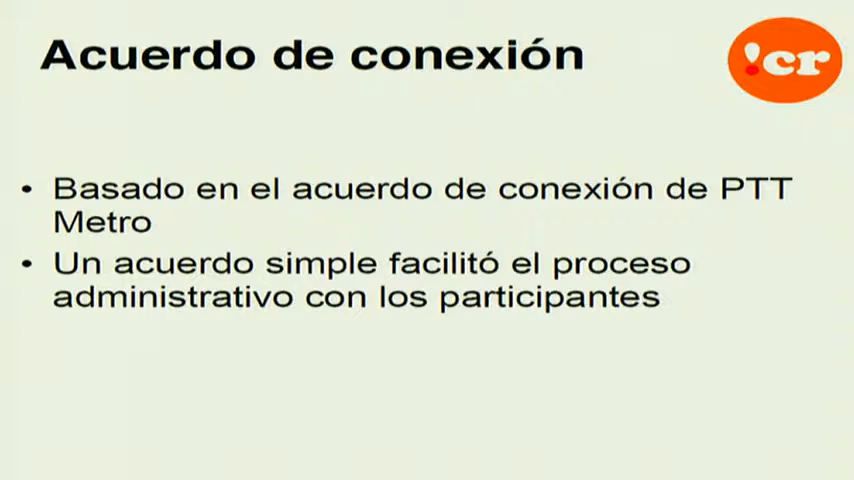 Acuerdo de conexión
!cr
• Basado en el acuerdo de conexión de PTT
Metro
• Un acuerdo simple facilitó el proceso
administrativo con los participantes